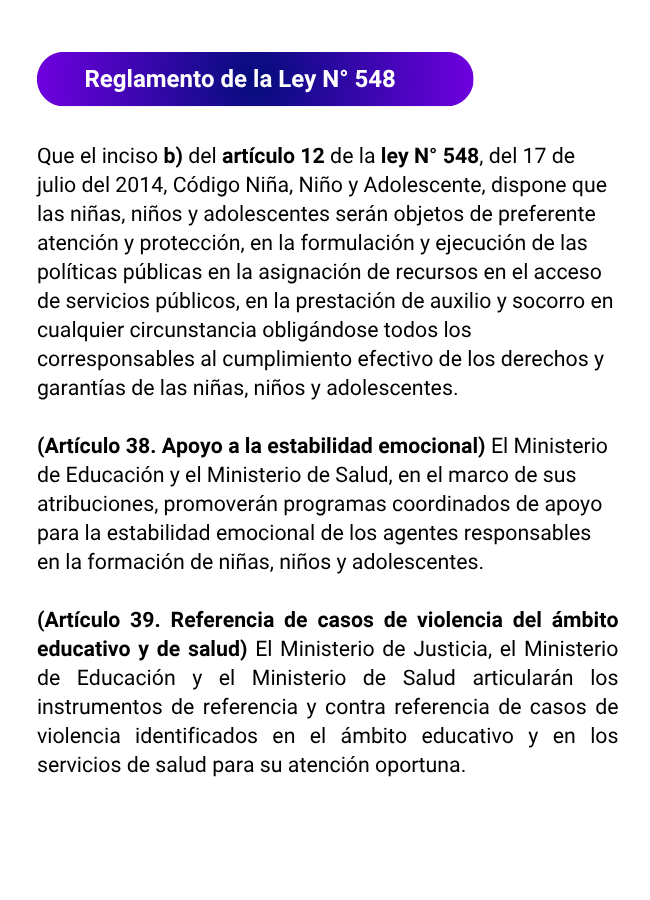 Reglamento de la Ley N° 548
Que el inciso b) del artículo 12 de la ley N° 548, del 17 de
julio del 2014, Código Niña, Niño y Adolescente, dispone que
las niñas, niños y adolescentes serán objetos de preferente
atención y protección, en la formulación y ejecución de las
políticas públicas en la asignación de recursos en el acceso
de servicios públicos, en la prestación de auxilio y socorro en
cualquier circunstancia obligándose todos los
corresponsables al cumplimiento efectivo de los derechos y
garantías de las niñas, niños y adolescentes.
(Artículo 38. Apoyo a la estabilidad emocional) El Ministerio
de Educación y el Ministerio de Salud, en el marco de sus
atribuciones, promoverán programas coordinados de apoyo
para la estabilidad emocional de los agentes responsables
en la formación de niñas, niños y adolescentes.
(Artículo 39. Referencia de casos de violencia del ámbito
educativo y de salud) El Ministerio de Justicia, el Ministerio
de Educación y el Ministerio de Salud articularán los
instrumentos de referencia y contra referencia de casos de
violencia identificados en el ámbito educativo y en los
servicios de salud para su atención oportuna.